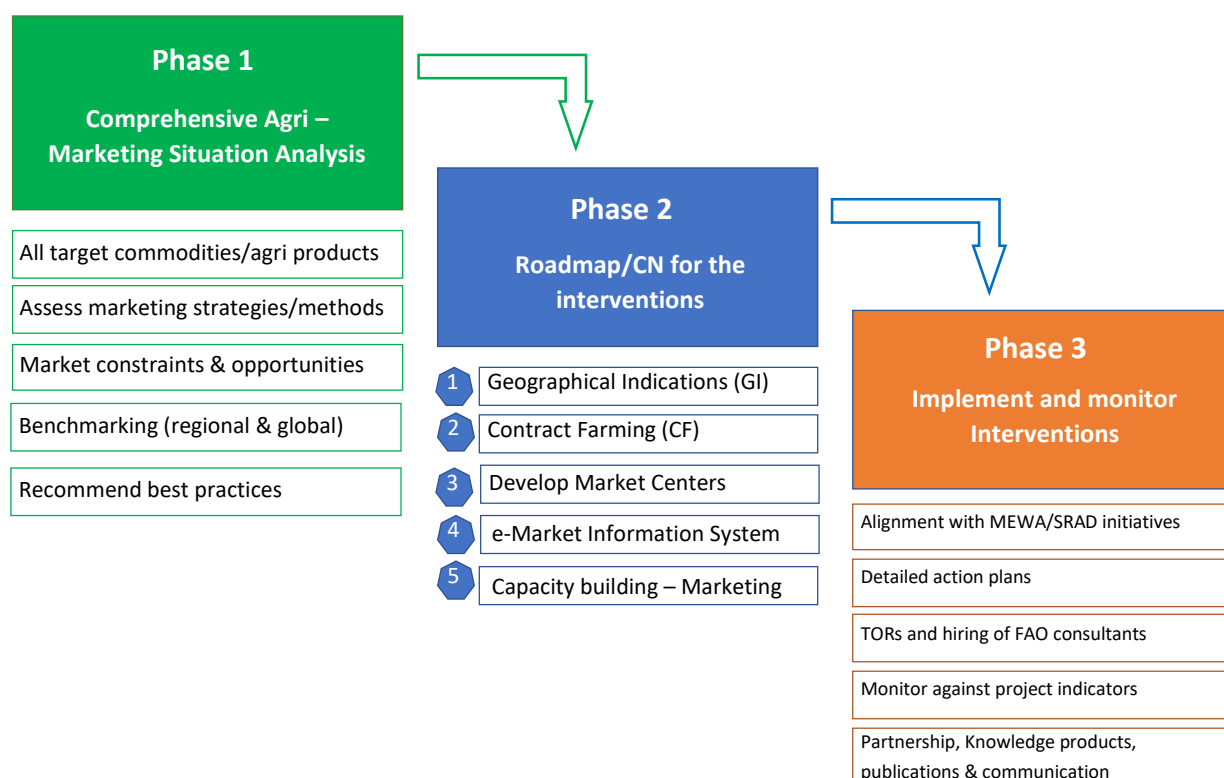 Phase 1
Comprehensive Agri –
Marketing Situation Analysis
All target commodities/agri products
Assess marketing strategies/methods
Market constraints & opportunities
Benchmarking (regional & global)
Recommend best practices
Phase 2
Roadmap/CN for the
interventions
1 Geographical Indications (GI)
2 Contract Farming (CF)
3 Develop Market Centers
4 e-Market Information System
5 Capacity building – Marketing
Phase 3
Implement and monitor
Interventions
Alignment with MEWA/SRAD initiatives
Detailed action plans
TORs and hiring of FAO consultants
Monitor against project indicators
Partnership, Knowledge products,
publications & communication